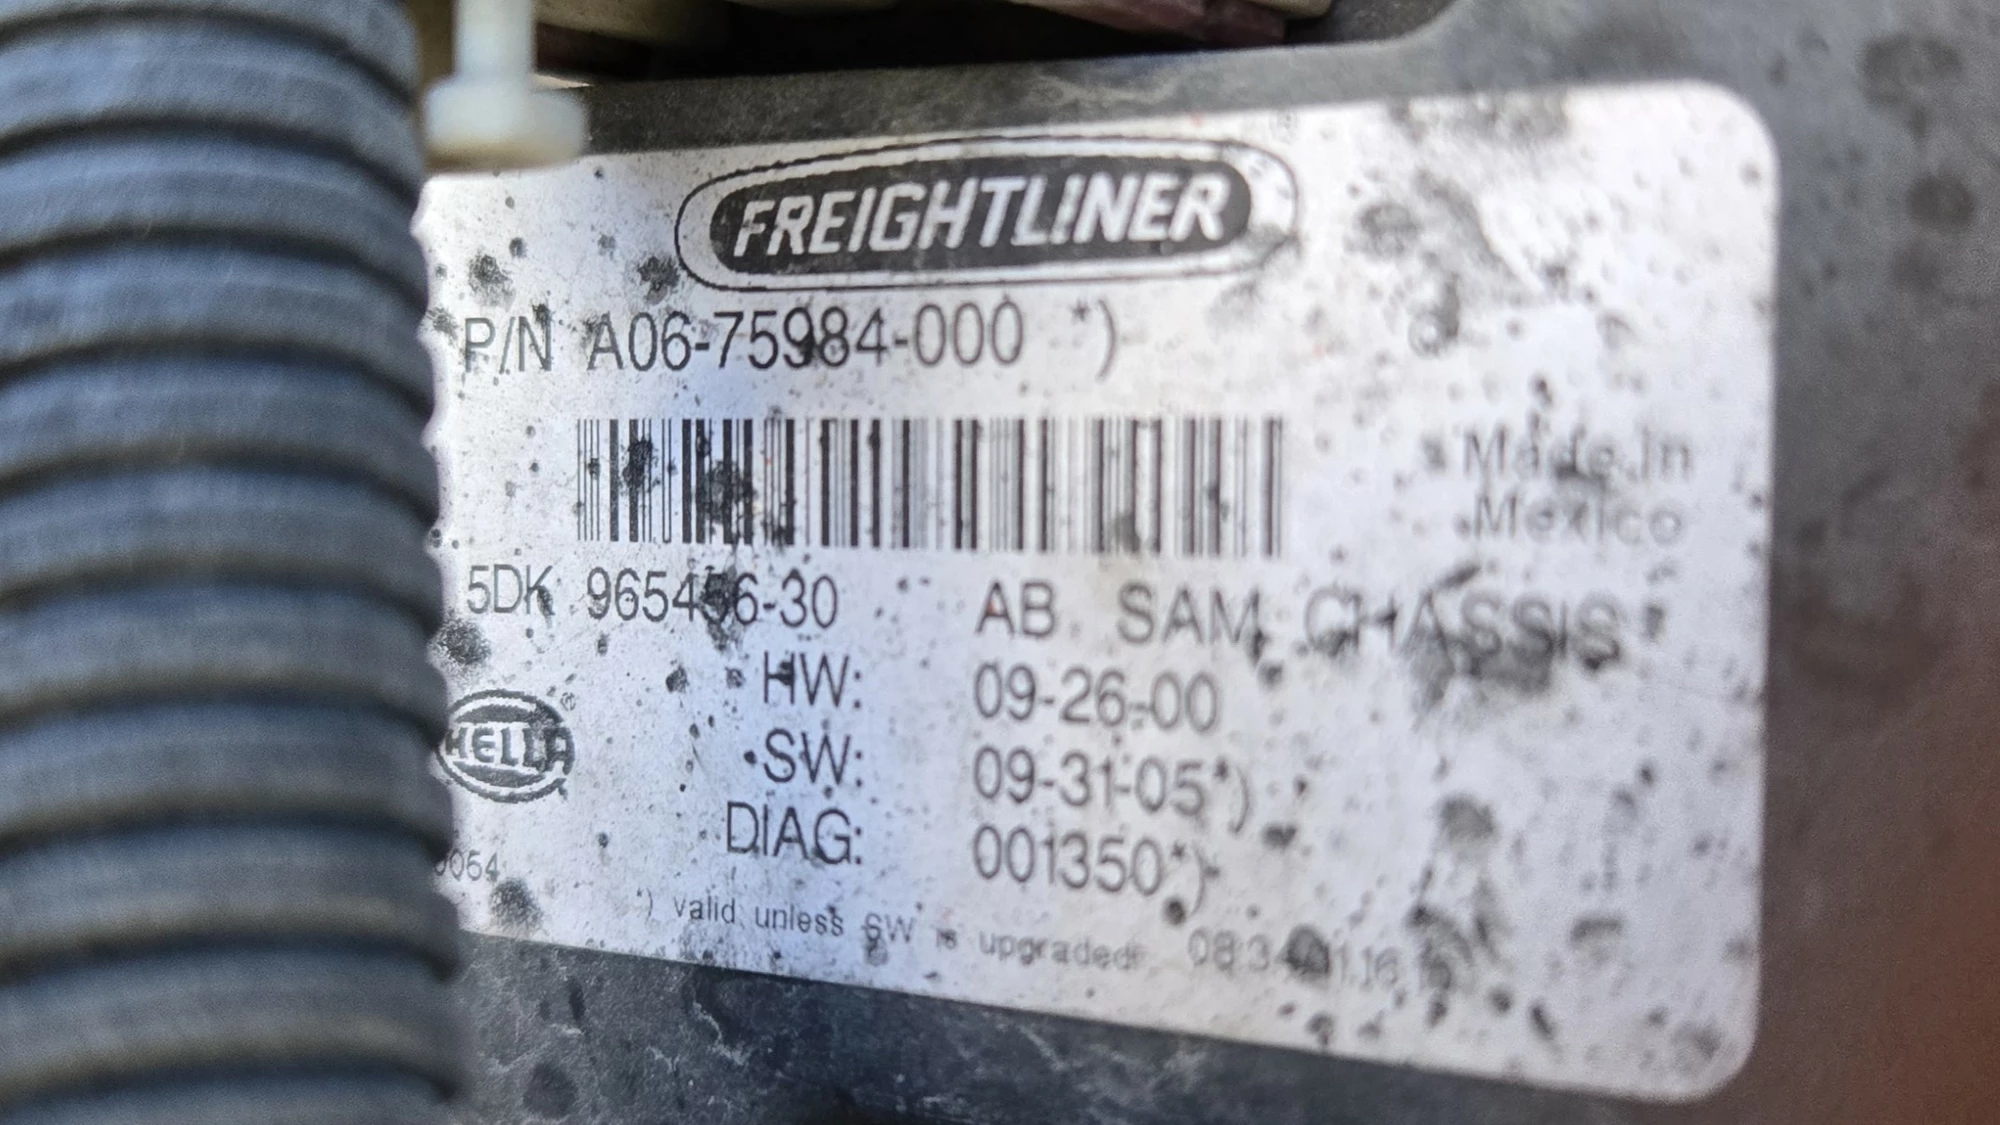 FREIGHTLINER
P/N A06-75984-000 *)
Made in
Mexico
5DK 965456-30 AB SAM CHASSIS
HW: 09-26-00
SW: 09-31-05*)
DIAG: 001350*)
HELLA®
*) valid unless SW is upgraded